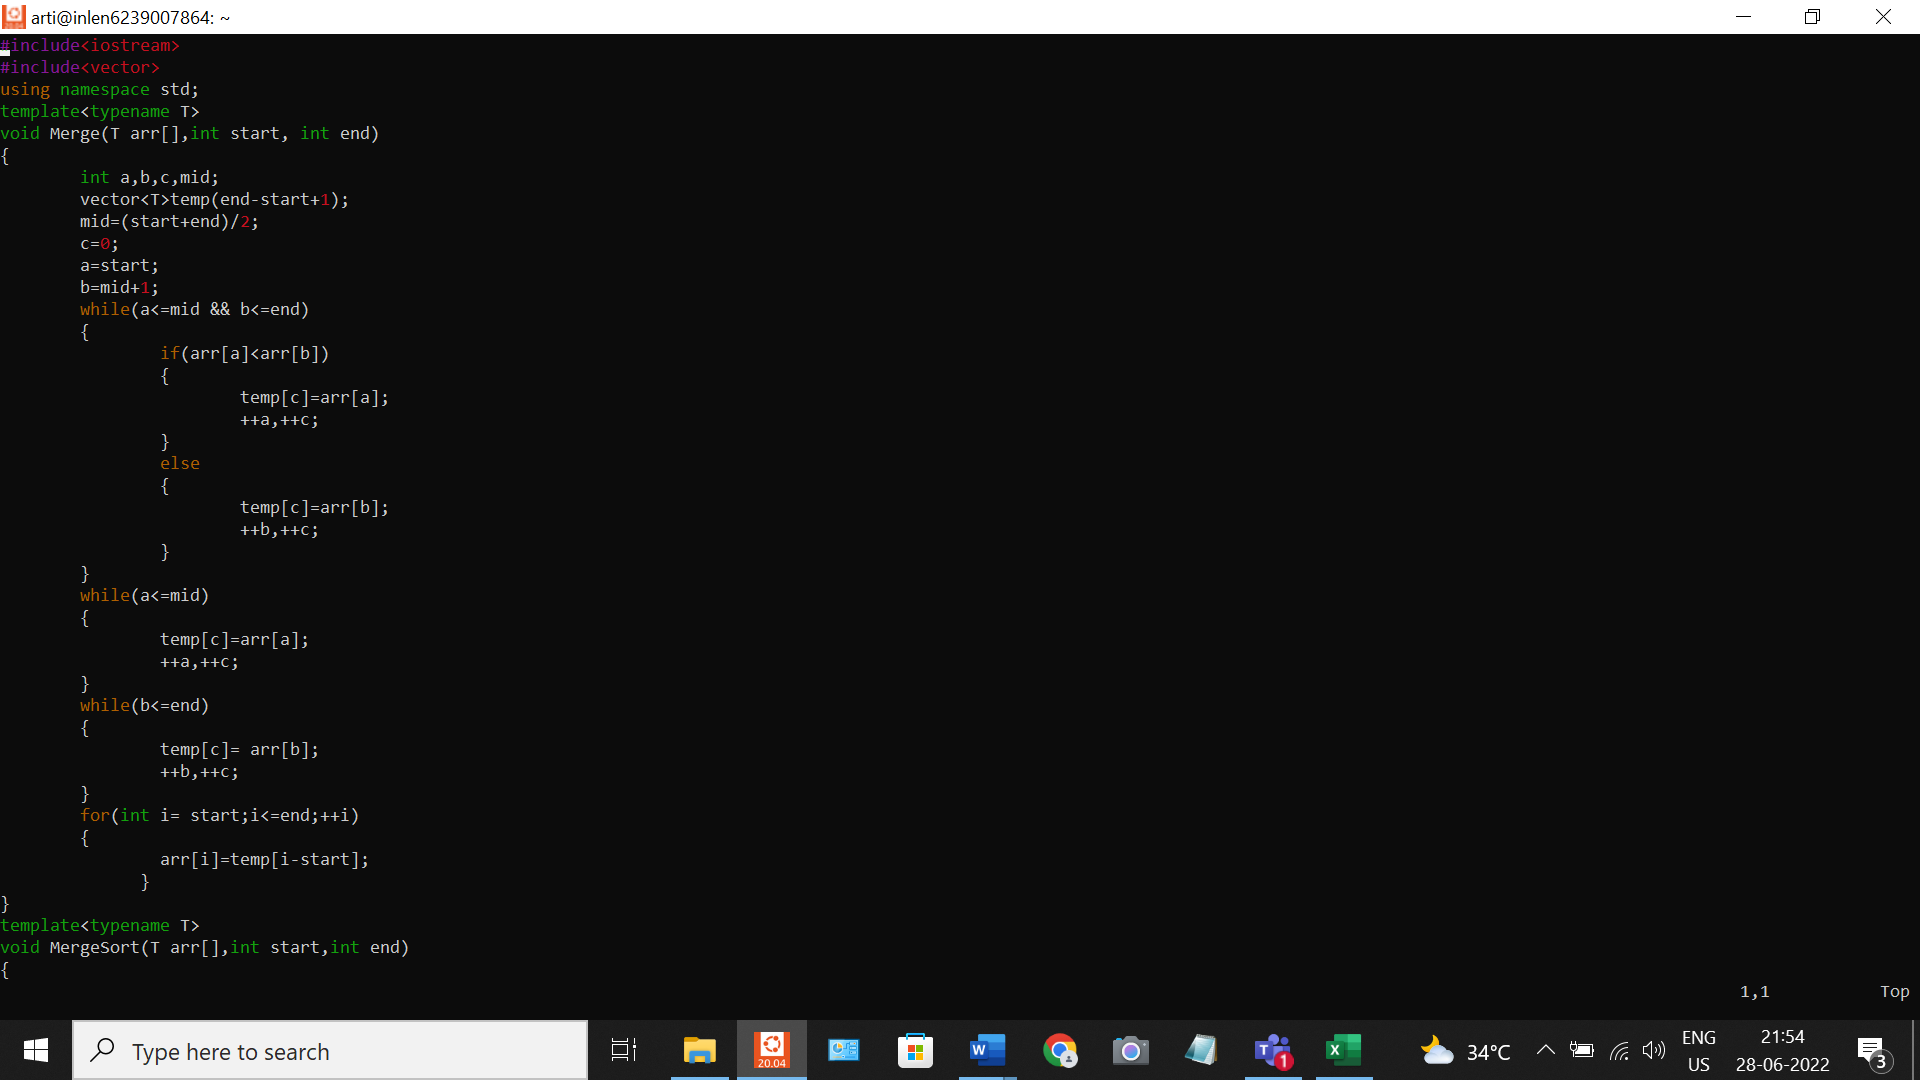 arti@inlen6239007864: ~
#include<iostream>
#include<vector>
using namespace std;
template<typename T>
void Merge(T arr[],int start, int end)
{
        int a,b,c,mid;
        vector<T>temp(end-start+1);
        mid=(start+end)/2;
        c=0;
        a=start;
        b=mid+1;
        while(a<=mid && b<=end)
        {
                if(arr[a]<arr[b])
                {
                        temp[c]=arr[a];
                        ++a,++c;
                }
                else
                {
                        temp[c]=arr[b];
                        ++b,++c;
                }
        }
        while(a<=mid)
        {
                temp[c]=arr[a];
                ++a,++c;
        }
        while(b<=end)
        {
                temp[c]= arr[b];
                ++b,++c;
        }
        for(int i= start;i<=end;++i)
        {
                arr[i]=temp[i-start];
              }
}
template<typename T>
void MergeSort(T arr[],int start,int end)
{
1,1 Top
Type here to search
20.04
W
T
1
X
34°C
ENG
US
21:54
28-06-2022
3